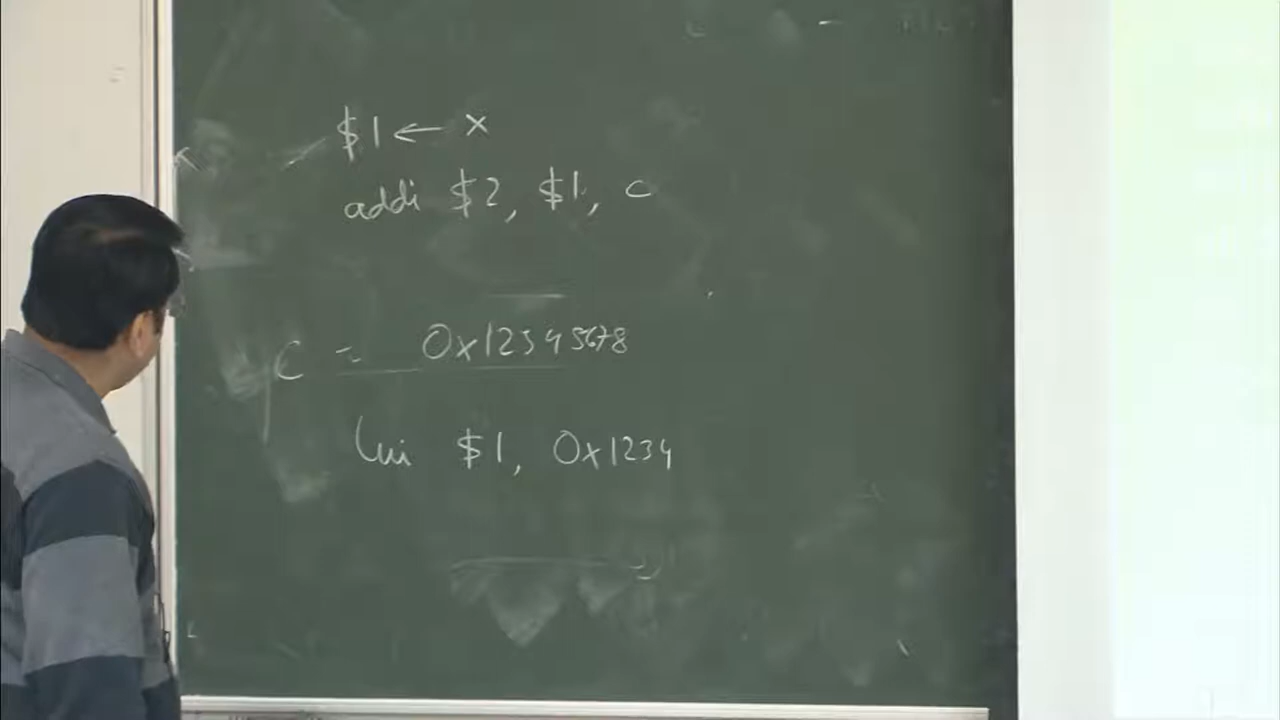 $1 ← x
addi $2, $1, c
C = 0x12345678
lui $1, 0x1234